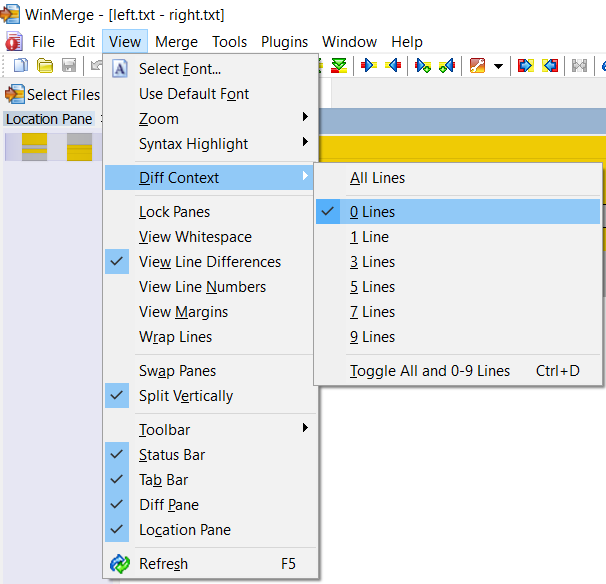 WinMerge - [left.txt - right.txt]
File Edit View Merge Tools Plugins Window Help
Select Files
Location Pane
Select Font...
Use Default Font
Zoom
Syntax Highlight
Diff Context
Lock Panes
View Whitespace
View Line Differences
View Line Numbers
View Margins
Wrap Lines
Swap Panes
Split Vertically
Toolbar
Status Bar
Tab Bar
Diff Pane
Location Pane
Refresh F5
All Lines
0 Lines
1 Line
3 Lines
5 Lines
7 Lines
9 Lines
Toggle All and 0-9 Lines Ctrl+D